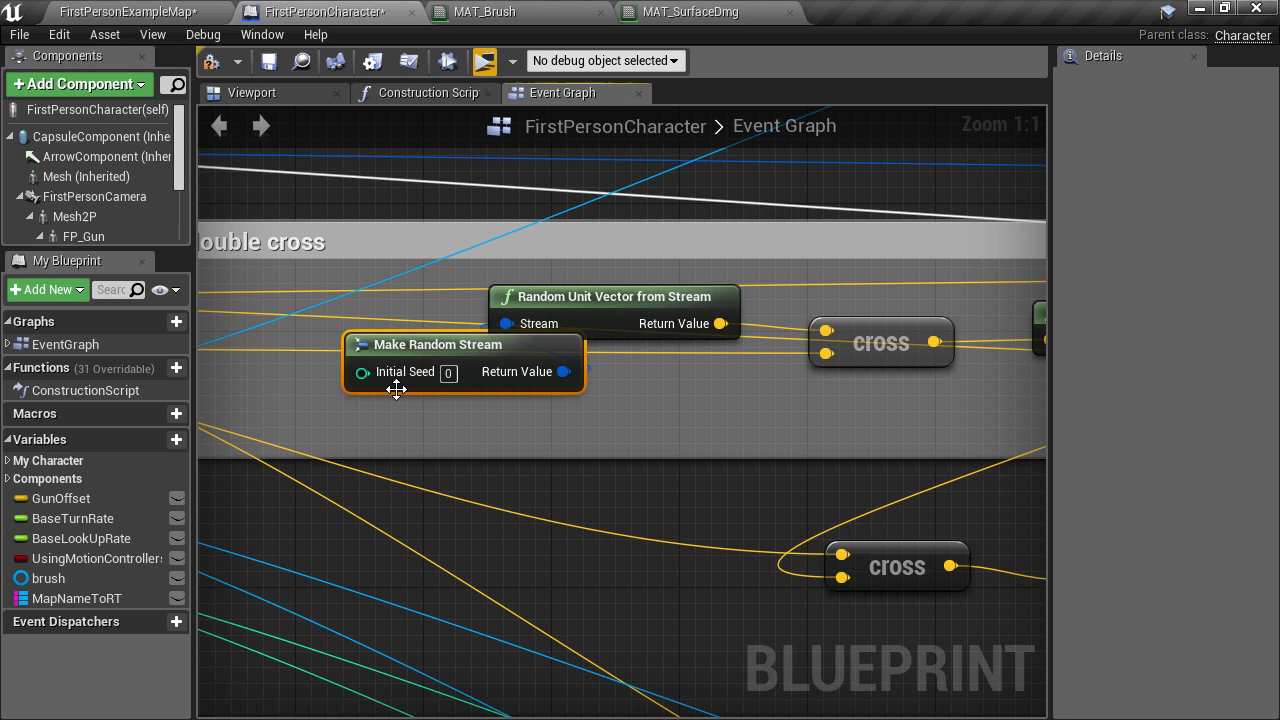 FirstPersonExampleMap*
FirstPersonCharacter*
MAT_Brush
MAT_SurfaceDmg
File Edit Asset View Debug Window Help
Parent class: Character
Components
Details
+Add Component
No debug object selected
FirstPersonCharacter(self)
Viewport
Construction Scrip
Event Graph
CapsuleComponent (Inhe
FirstPersonCharacter > Event Graph
Zoom 1:1
ArrowComponent (Inher
Mesh (Inherited)
FirstPersonCamera
Mesh2P
FP_Gun
ouble cross
My Blueprint
+Add New
Searc
Random Unit Vector from Stream
Stream
Return Value
Graphs
EventGraph
Make Random Stream
Initial Seed 0
Return Value
cross
Functions (31 Overridable)
ConstructionScript
Macros
Variables
My Character
Components
GunOffset
BaseTurnRate
BaseLookUpRate
UsingMotionController:
brush
MapNameToRT
Event Dispatchers
cross
BLUEPRINT